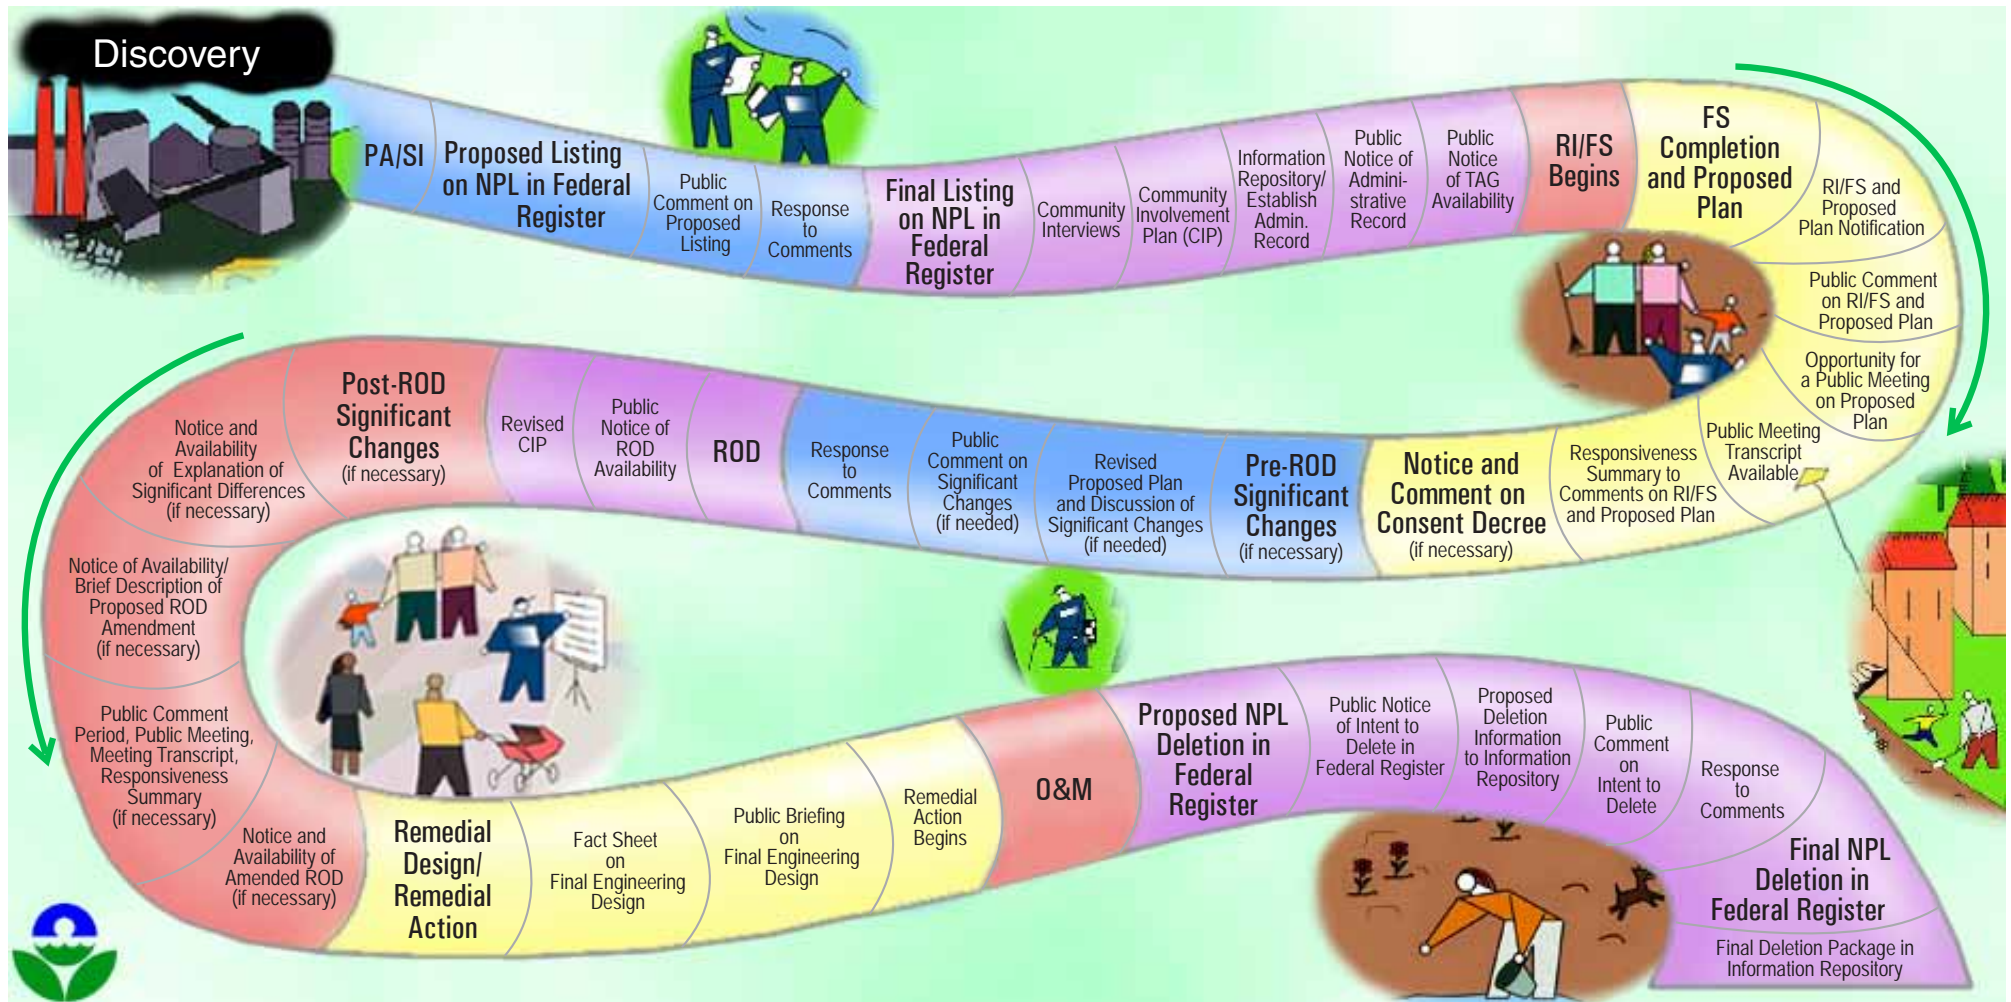 Discovery
PA/SI
Proposed Listing
on NPL in Federal
Register
Public
Comment on
Proposed
Listing
Response
to
Comments
Final Listing
on NPL in
Federal
Register
Community
Interviews
Community
Involvement
Plan (CIP)
Information
Repository/
Establish
Admin.
Record
Public
Notice of
Admini-
strative
Record
Public
Notice
of TAG
Availability
RI/FS
Begins
FS
Completion
and Proposed
Plan
RI/FS and
Proposed
Plan Notification
Public Comment
on RI/FS and
Proposed Plan
Opportunity for
a Public Meeting
on Proposed
Plan
Public Meeting
Transcript
Available
Responsiveness
Summary to
Comments on RI/FS
and Proposed Plan
Notice and
Comment on
Consent Decree
(if necessary)
Pre-ROD
Significant
Changes
(if necessary)
Revised
Proposed Plan
and Discussion of
Significant Changes
(if needed)
Public
Comment on
Significant
Changes
(if needed)
Response
to
Comments
ROD
Public
Notice of
ROD
Availability
Revised
CIP
Post-ROD
Significant
Changes
(if necessary)
Notice and
Availability
of Explanation of
Significant Differences
(if necessary)
Notice of Availability/
Brief Description of
Proposed ROD
Amendment
(if necessary)
Public Comment
Period, Public Meeting,
Meeting Transcript,
Responsiveness
Summary
(if necessary)
Notice and
Availability of
Amended ROD
(if necessary)
Remedial
Design/
Remedial
Action
Fact Sheet
on
Final Engineering
Design
Public Briefing
on
Final Engineering
Design
Remedial
Action
Begins
O&M
Proposed NPL
Deletion in
Federal
Register
Public Notice
of Intent to
Delete in
Federal Register
Proposed
Deletion
Information
to Information
Repository
Public
Comment
on
Intent to
Delete
Response
to
Comments
Final NPL
Deletion in
Federal Register
Final Deletion Package in
Information Repository